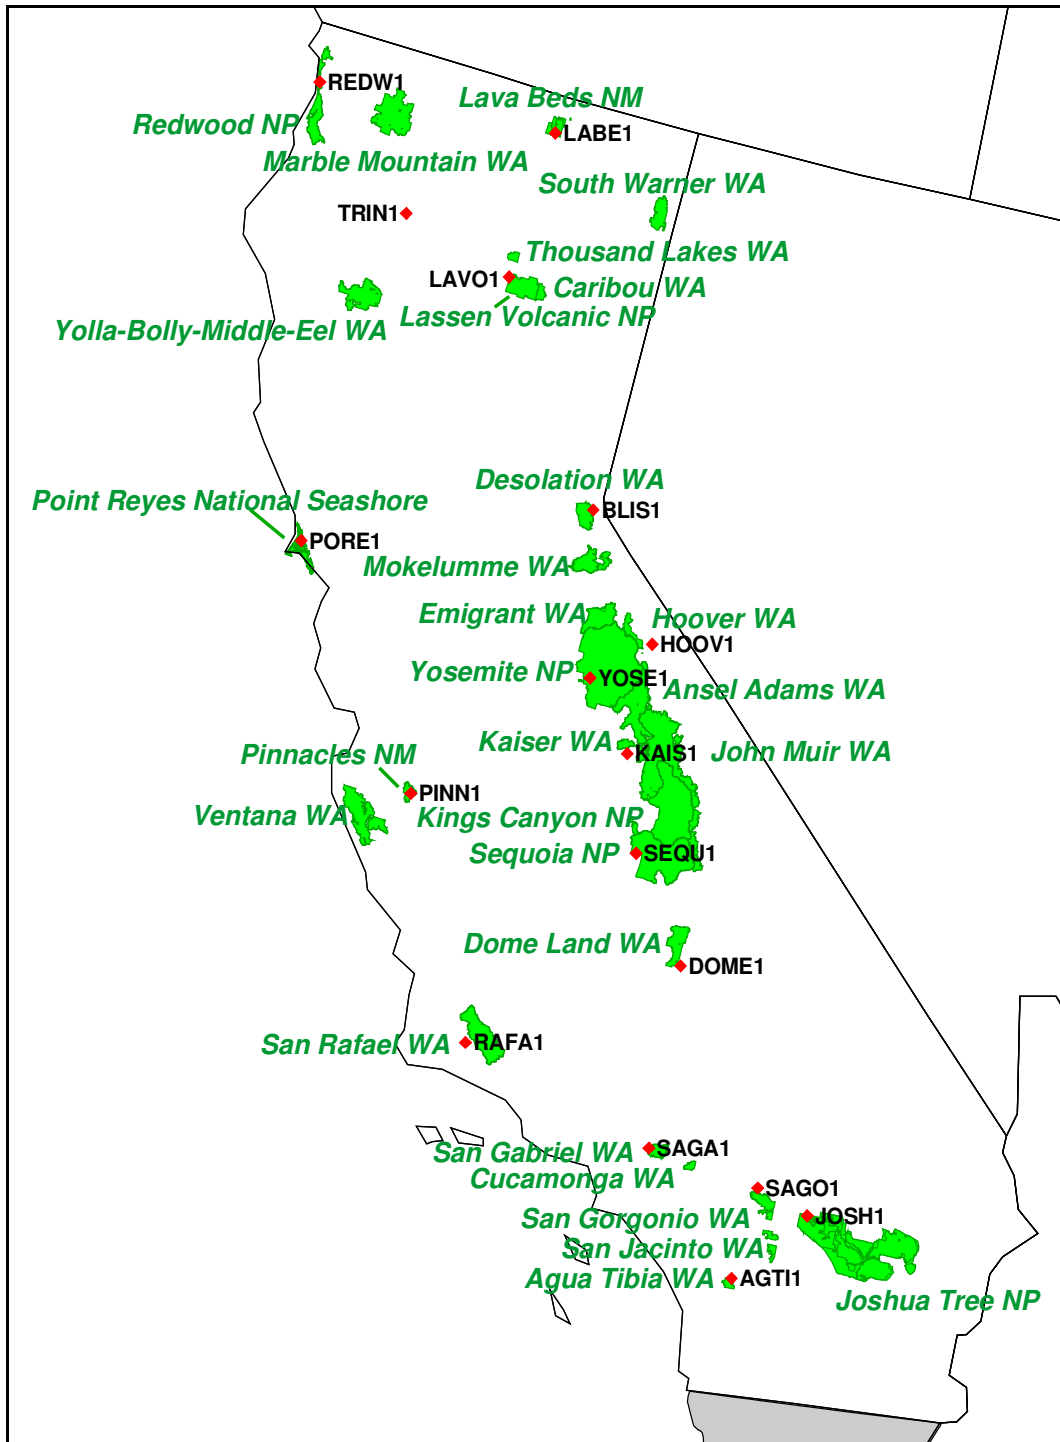 REDW1
Lava Beds NM
Redwood NP
LABE1
Marble Mountain WA
South Warner WA
TRIN1
Thousand Lakes WA
LAVO1
Caribou WA
Lassen Volcanic NP
Yolla-Bolly-Middle-Eel WA
Desolation WA
Point Reyes National Seashore
BLIS1
PORE1
Mokelumme WA
Emigrant WA
Hoover WA
HOOV1
Yosemite NP
YOSE1
Ansel Adams WA
Kaiser WA
KAIS1
John Muir WA
Pinnacles NM
PINN1
Ventana WA
Kings Canyon NP
Sequoia NP
SEQU1
Dome Land WA
DOME1
San Rafael WA
RAFA1
San Gabriel WA
SAGA1
Cucamonga WA
SAGO1
San Gorgonio WA
JOSH1
San Jacinto WA
Agua Tibia WA
AGTI1
Joshua Tree NP